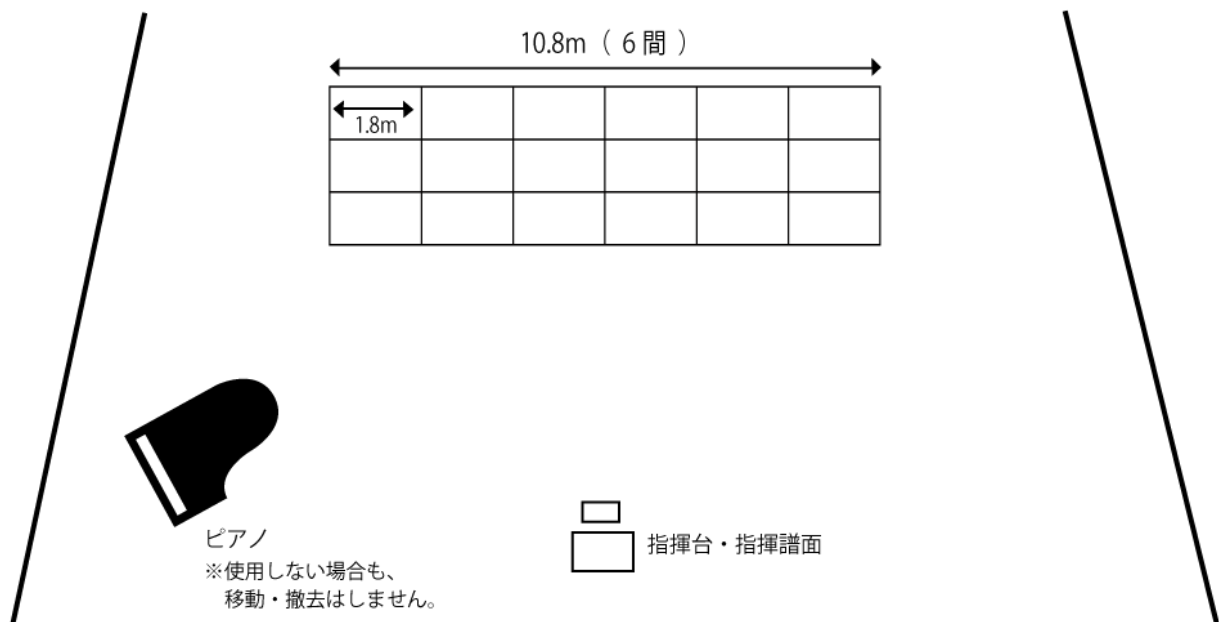 10.8m（ 6間 ）
1.8m
ピアノ
※使用しない場合も、
移動・撤去はしません。
指揮台・指揮譜面